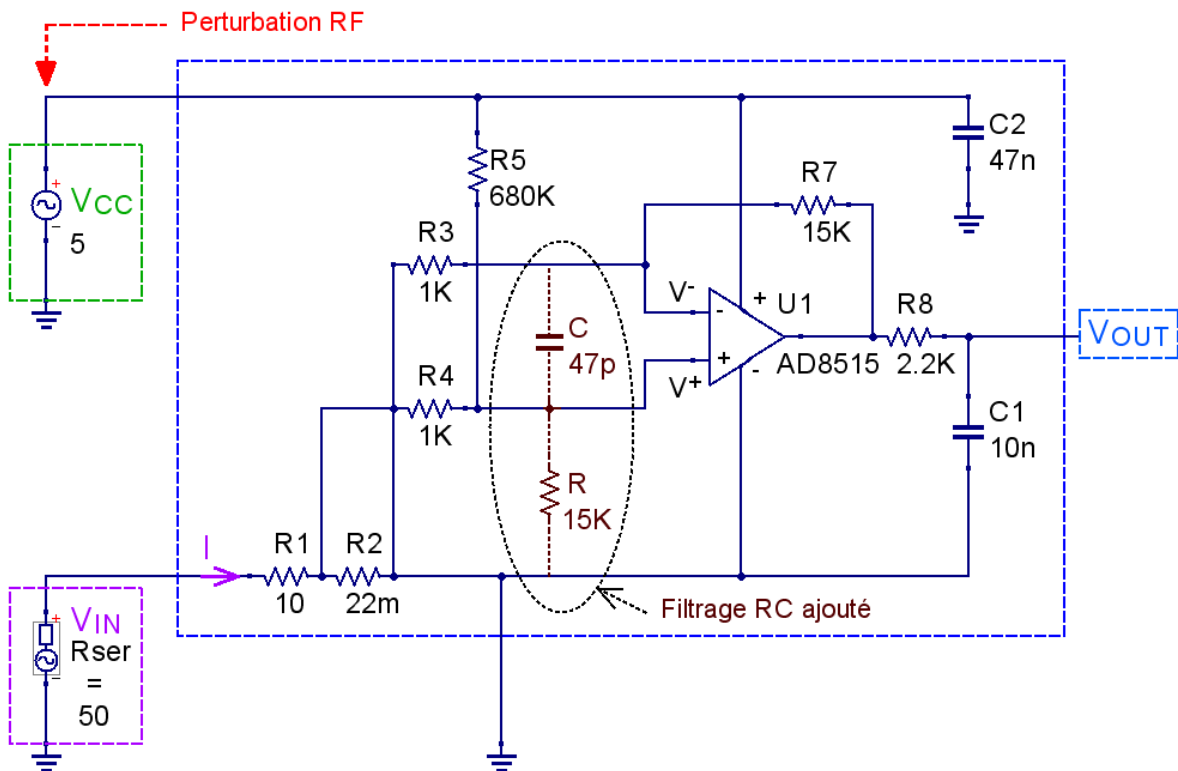 Perturbation RF
VCC
5
R5
680K
C2
47n
R7
15K
R3
1K
V-
+
U1
-
R8
VOUT
C
47p
+
AD8515
2.2K
R4
1K
V+
-
C1
10n
R
15K
I
R1
10
R2
22m
Filtrage RC ajouté
VIN
Rser
=
50
+
−
+
−